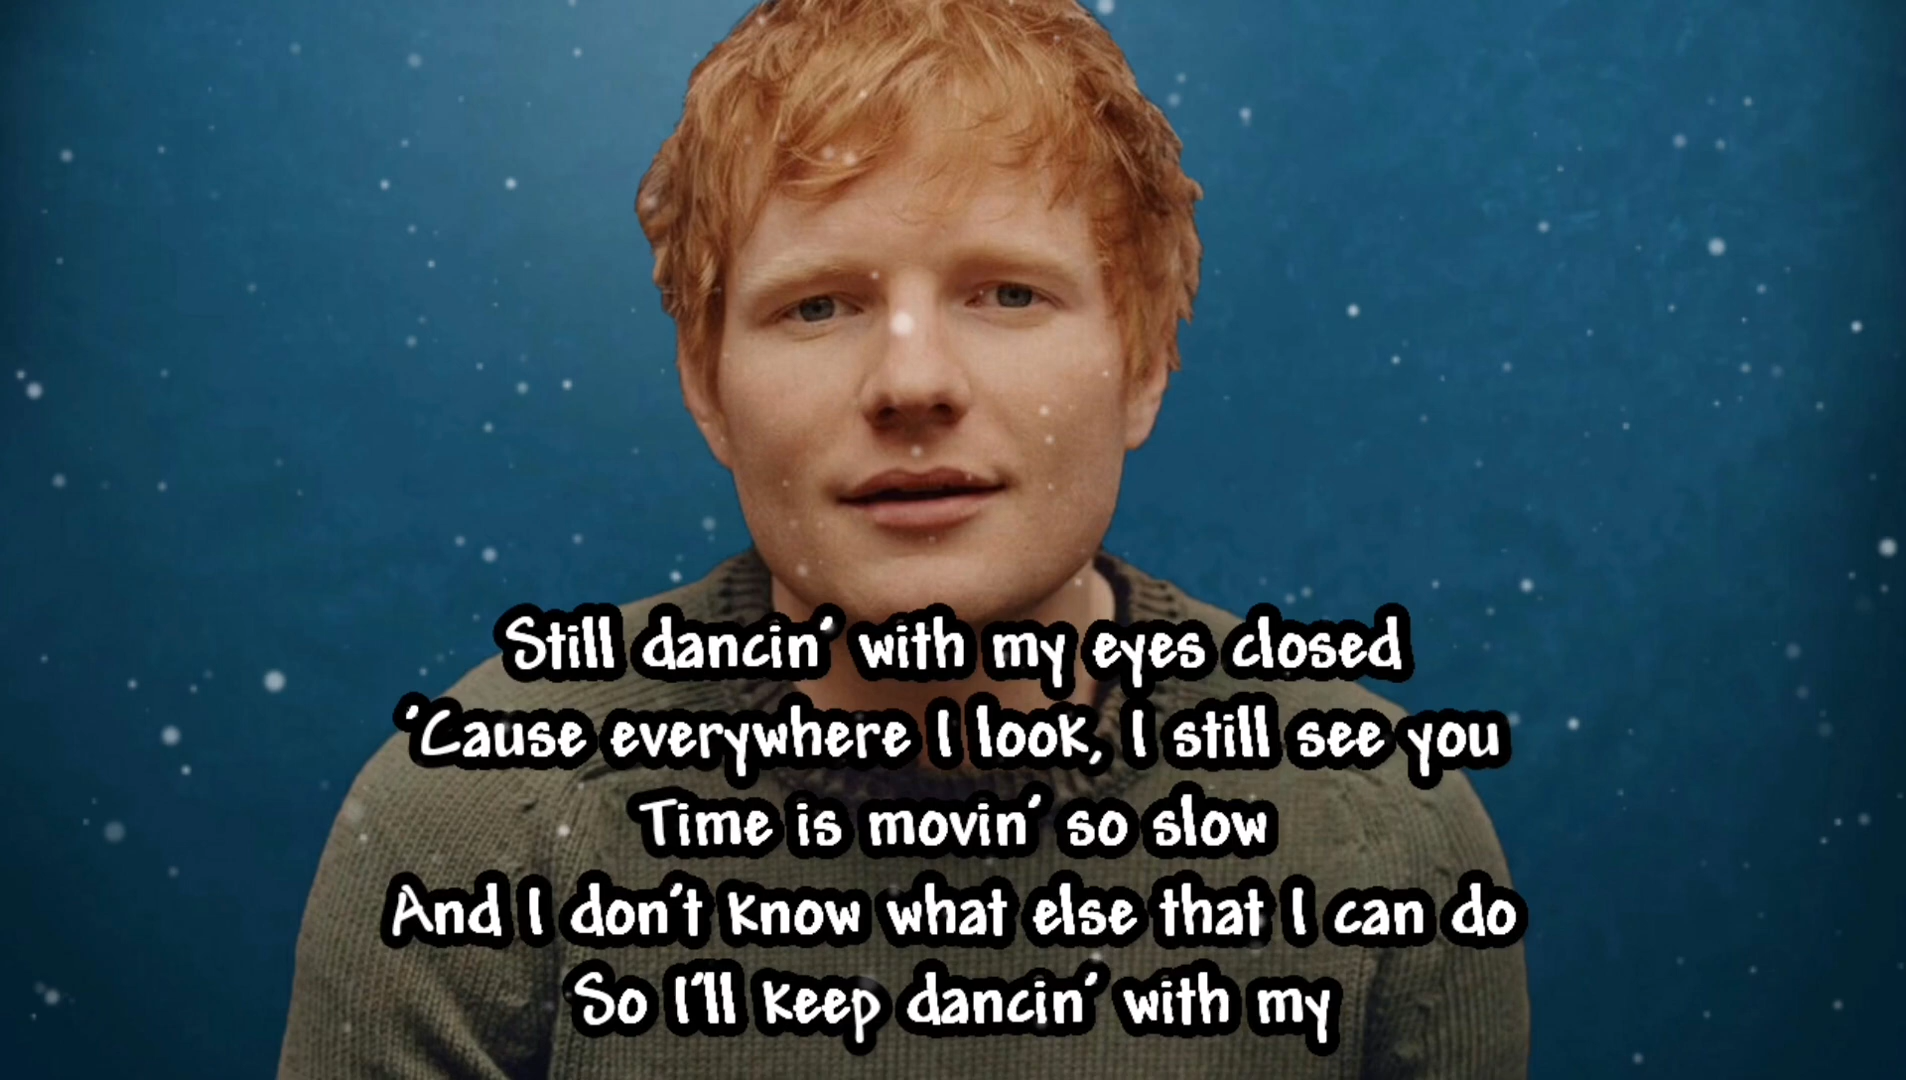 Still dancin' with my eyes closed
'Cause everywhere I look, I still see you
Time is movin' so slow
And I don't know what else that I can do
So I'll keep dancin' with my